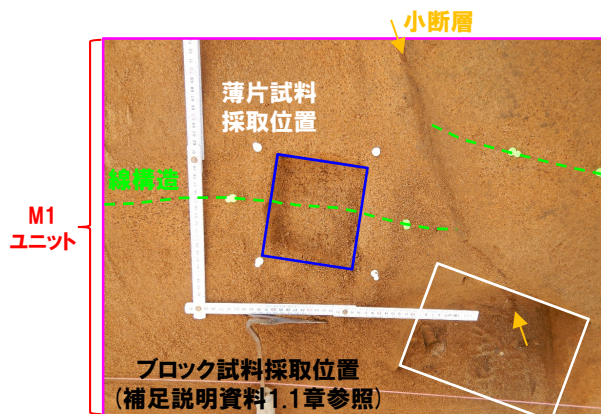 小断層
薄片試料
採取位置
線構造
M1
ユニット
ブロック試料採取位置
(補足説明資料1.1章参照)